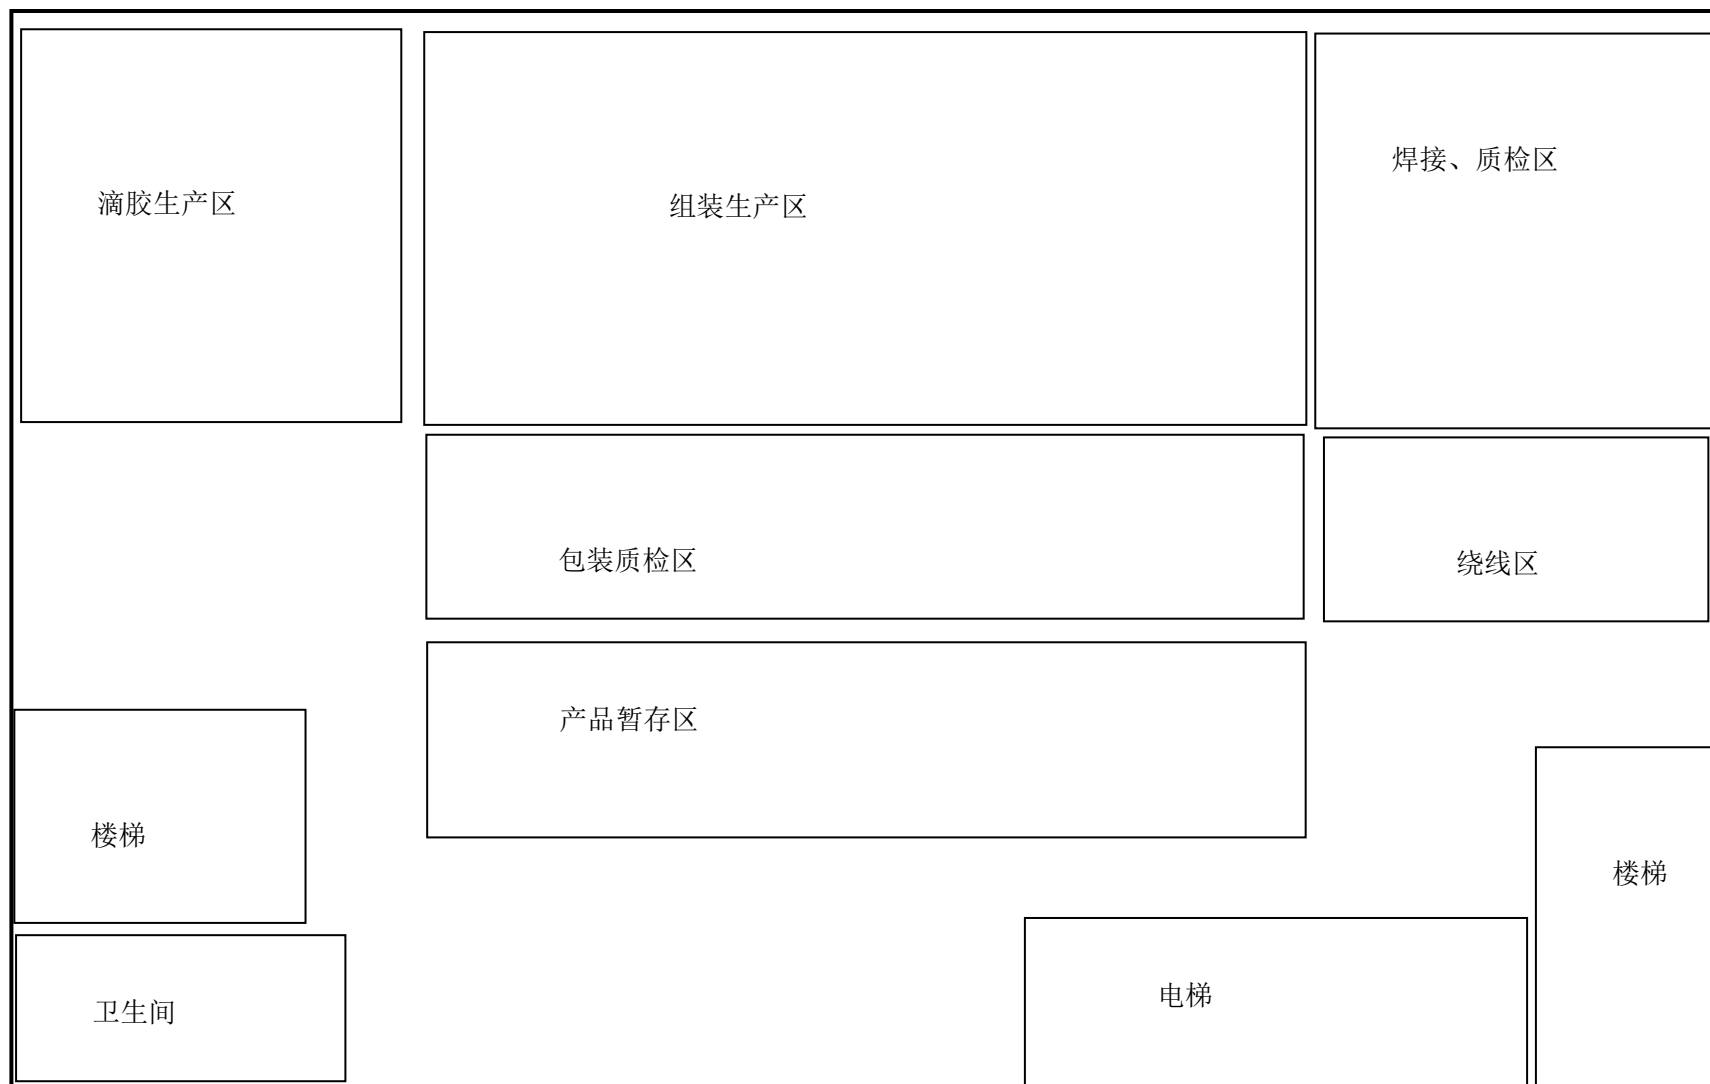 滴胶生产区
组装生产区
焊接、质检区
包装质检区
绕线区
产品暂存区
楼梯
楼梯
卫生间
电梯